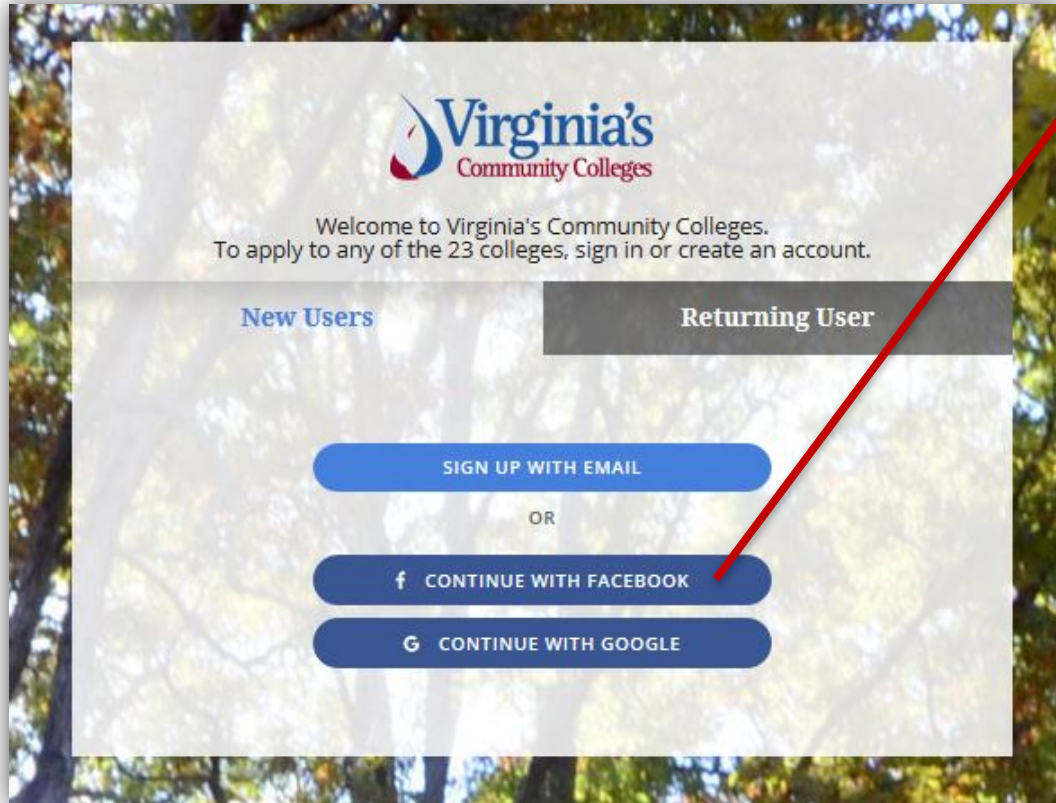 Virginia's
Community Colleges
Welcome to Virginia's Community Colleges.
To apply to any of the 23 colleges, sign in or create an account.
New Users
Returning User
SIGN UP WITH EMAIL
OR
f CONTINUE WITH FACEBOOK
G CONTINUE WITH GOOGLE